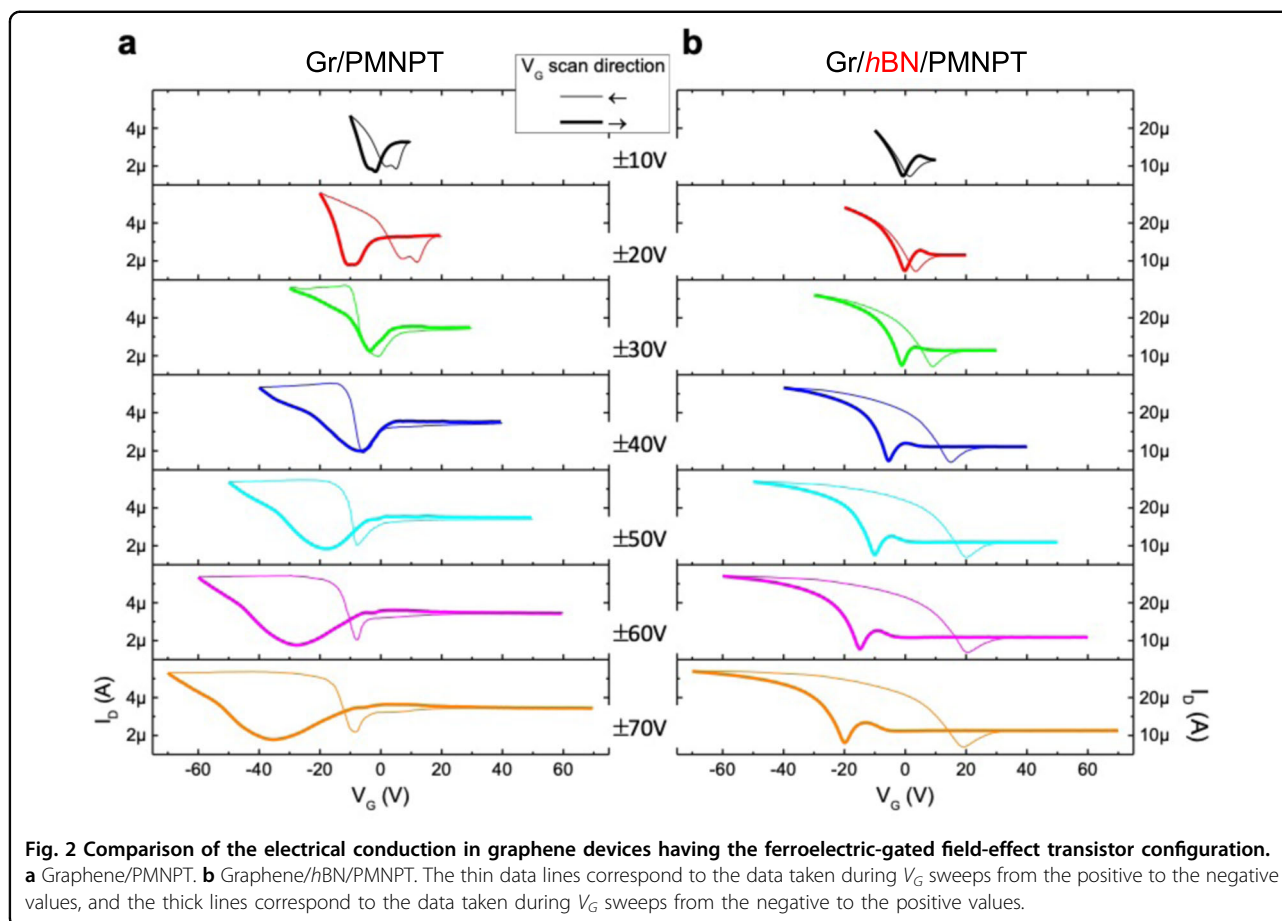 a
Gr/PMNPT
b
Gr/hBN/PMNPT
V_G scan direction
←
→
4μ
2μ
±10V
20μ
10μ
4μ
2μ
±20V
20μ
10μ
4μ
2μ
±30V
20μ
10μ
4μ
2μ
±40V
20μ
10μ
4μ
2μ
±50V
20μ
10μ
4μ
2μ
±60V
20μ
10μ
4μ
2μ
±70V
20μ
10μ
I_D (A)
I_D (A)
-60 -40 -20 0 20 40 60
-60 -40 -20 0 20 40 60
V_G (V)
V_G (V)
Fig. 2 Comparison of the electrical conduction in graphene devices having the ferroelectric-gated field-effect transistor configuration.
a Graphene/PMNPT. b Graphene/hBN/PMNPT. The thin data lines correspond to the data taken during V_G sweeps from the positive to the negative
values, and the thick lines correspond to the data taken during V_G sweeps from the negative to the positive values.